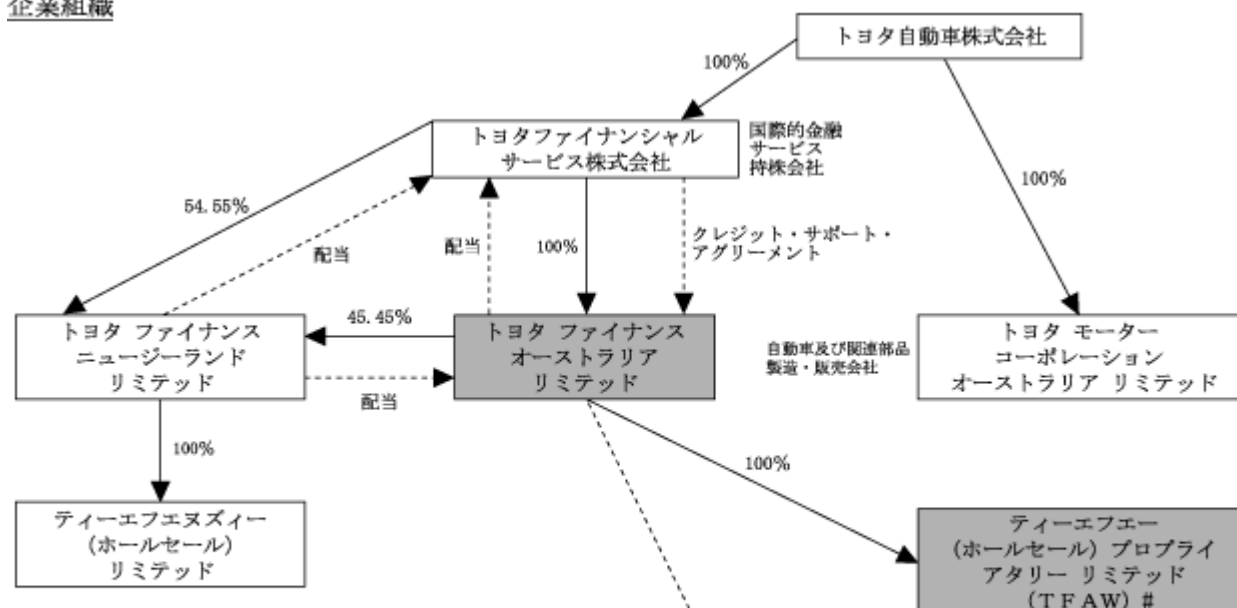 企業組織
トヨタ自動車株式会社
100%
トヨタファイナンシャル
サービス株式会社
国際的金融
サービス
持株会社
100%
54.55%
配当
配当
100%
クレジット・サポート・
アグリーメント
トヨタ ファイナンス
ニュージーランド
リミテッド
45.45%
配当
トヨタ ファイナンス
オーストラリア
リミテッド
自動車及び関連部品
製造・販売会社
トヨタ モーター
コーポレーション
オーストラリア リミテッド
100%
100%
ティーエフエヌズィー
(ホールセール)
リミテッド
ティーエフエー
(ホールセール) プロプライ
アタリー リミテッド
(ＴＦＡＷ) #